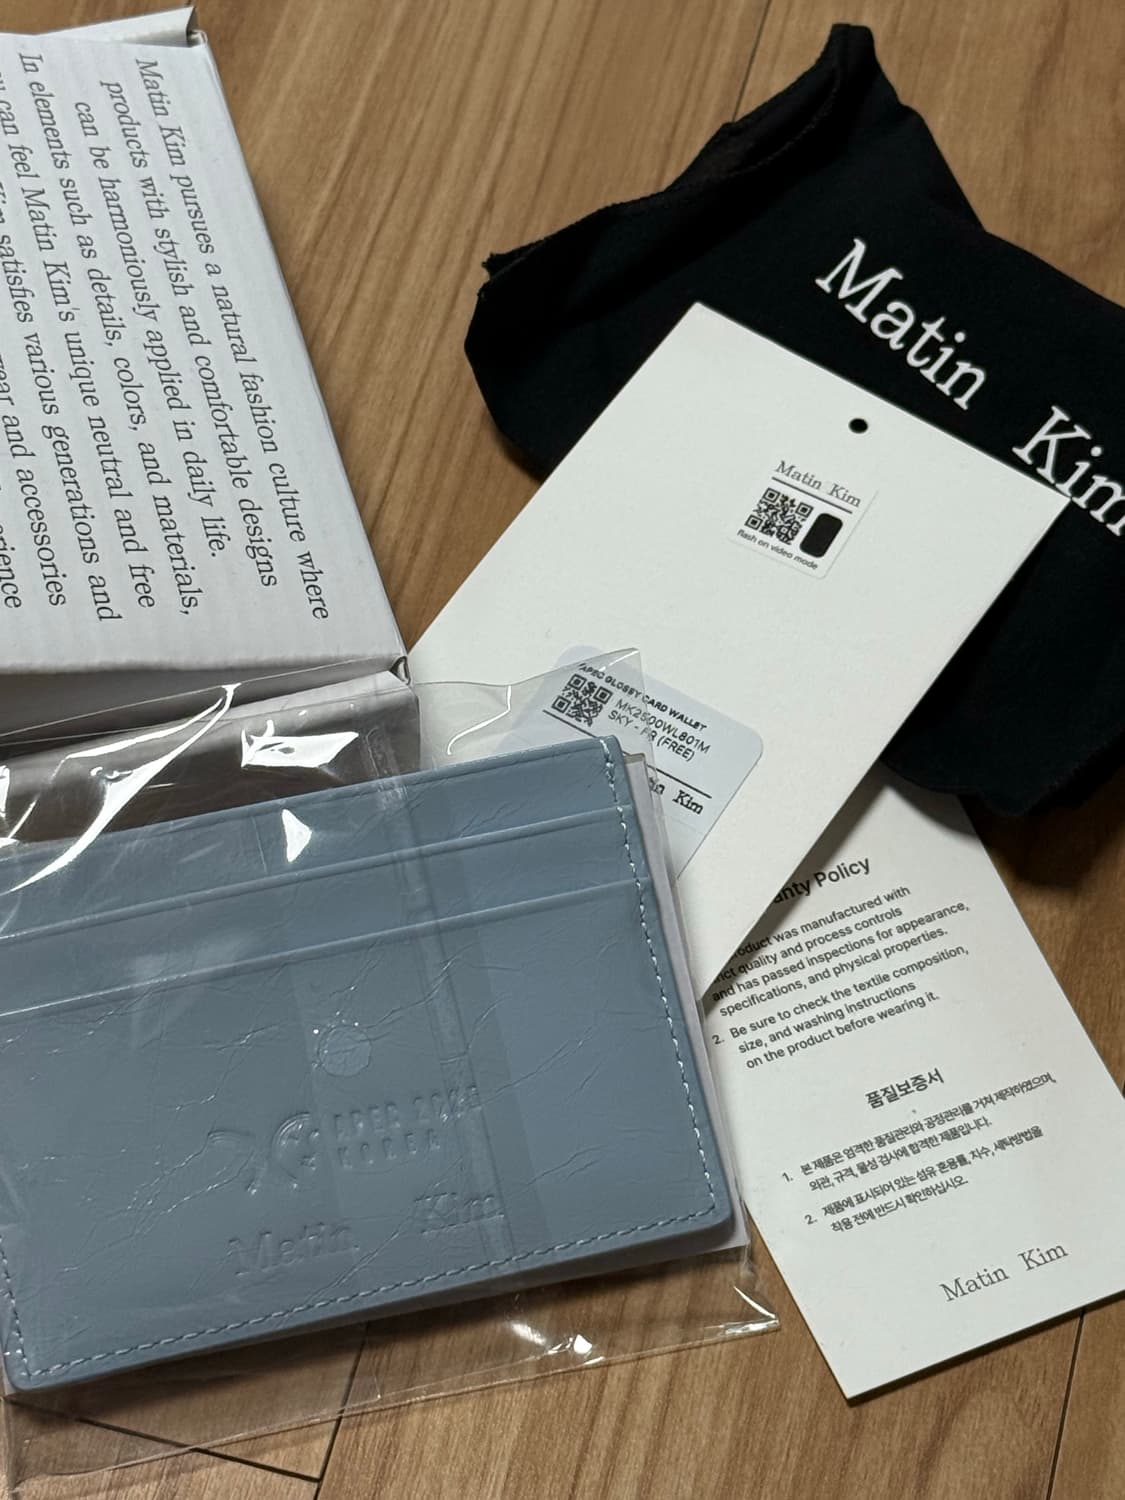 Matin Kim pursues a natural fashion culture where
products with stylish and comfortable designs
can be harmoniously applied in daily life.
In elements such as details, colors, and materials,
can feel Matin Kim's unique neutral and free
satisfies various generations and
and accessories
Matin Kim
Matin Kim
flash on video mode
APEC GLOSSY CARD WALLET
MK2500WL801M
SKY - FR (FREE)
Kim
APEC 2025
KOREA
Matin Kim
Policy
was manufactured with
quality and process controls
and has passed inspections for appearance,
specifications, and physical properties.
2. Be sure to check the textile composition,
size, and washing instructions
on the product before wearing it.
품질보증서
1. 본 제품은 엄격한 품질관리와 공정관리를 거쳐 제작하였으며,
외관, 규격, 물성 검사에 합격한 제품입니다.
2. 제품에 표시되어 있는 섬유 혼용률, 치수, 세탁방법을
착용 전에 반드시 확인하십시오.
Matin Kim